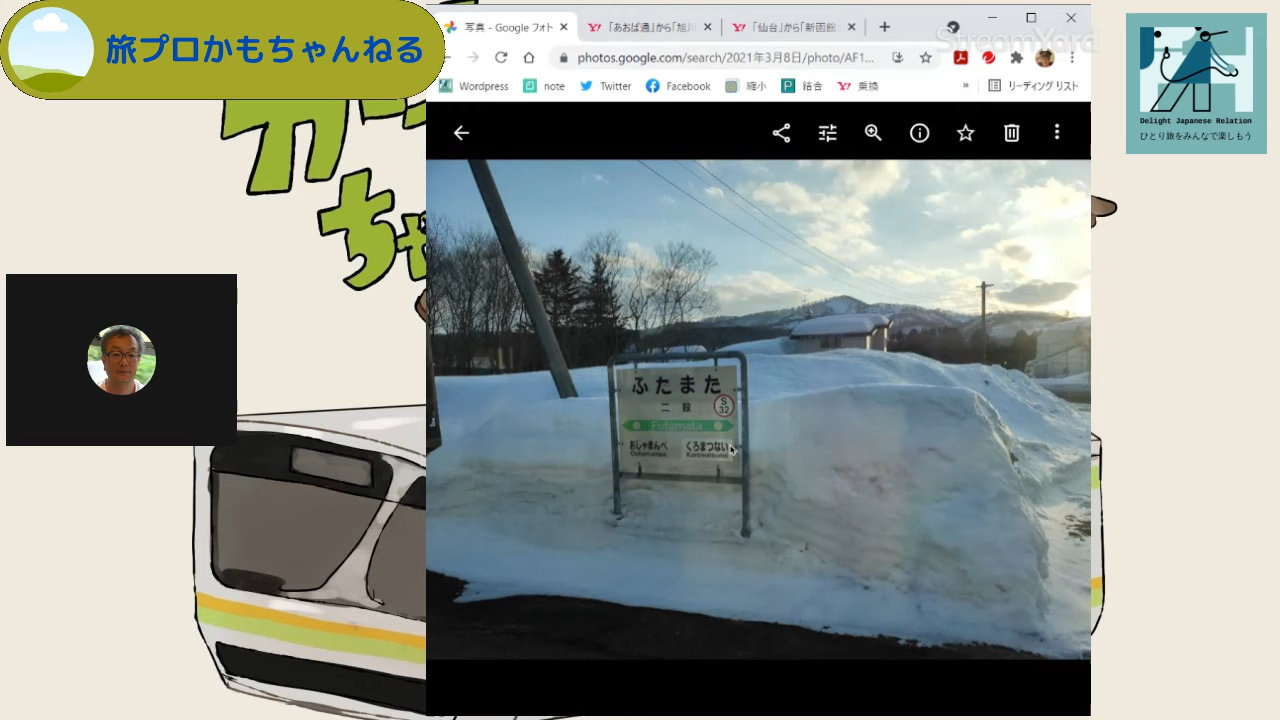 旅プロかもちゃんねる
ちゃ
写真 - Google フォト
「あおば通」から「旭川
「仙台」から「新函館
StreamYard
photos.google.com/search/2021年3月8日/photo/AF1...
Wordpress
note
Twitter
Facebook
縮小
結合
乗換
»
リーディング リスト
Delight Japanese Relation
ひとり旅をみんなで楽しもう
ふたまた
二股
S
32
Futamata
おしゃまんべ
くろまつない
Oshamambe
Kuromatsunai